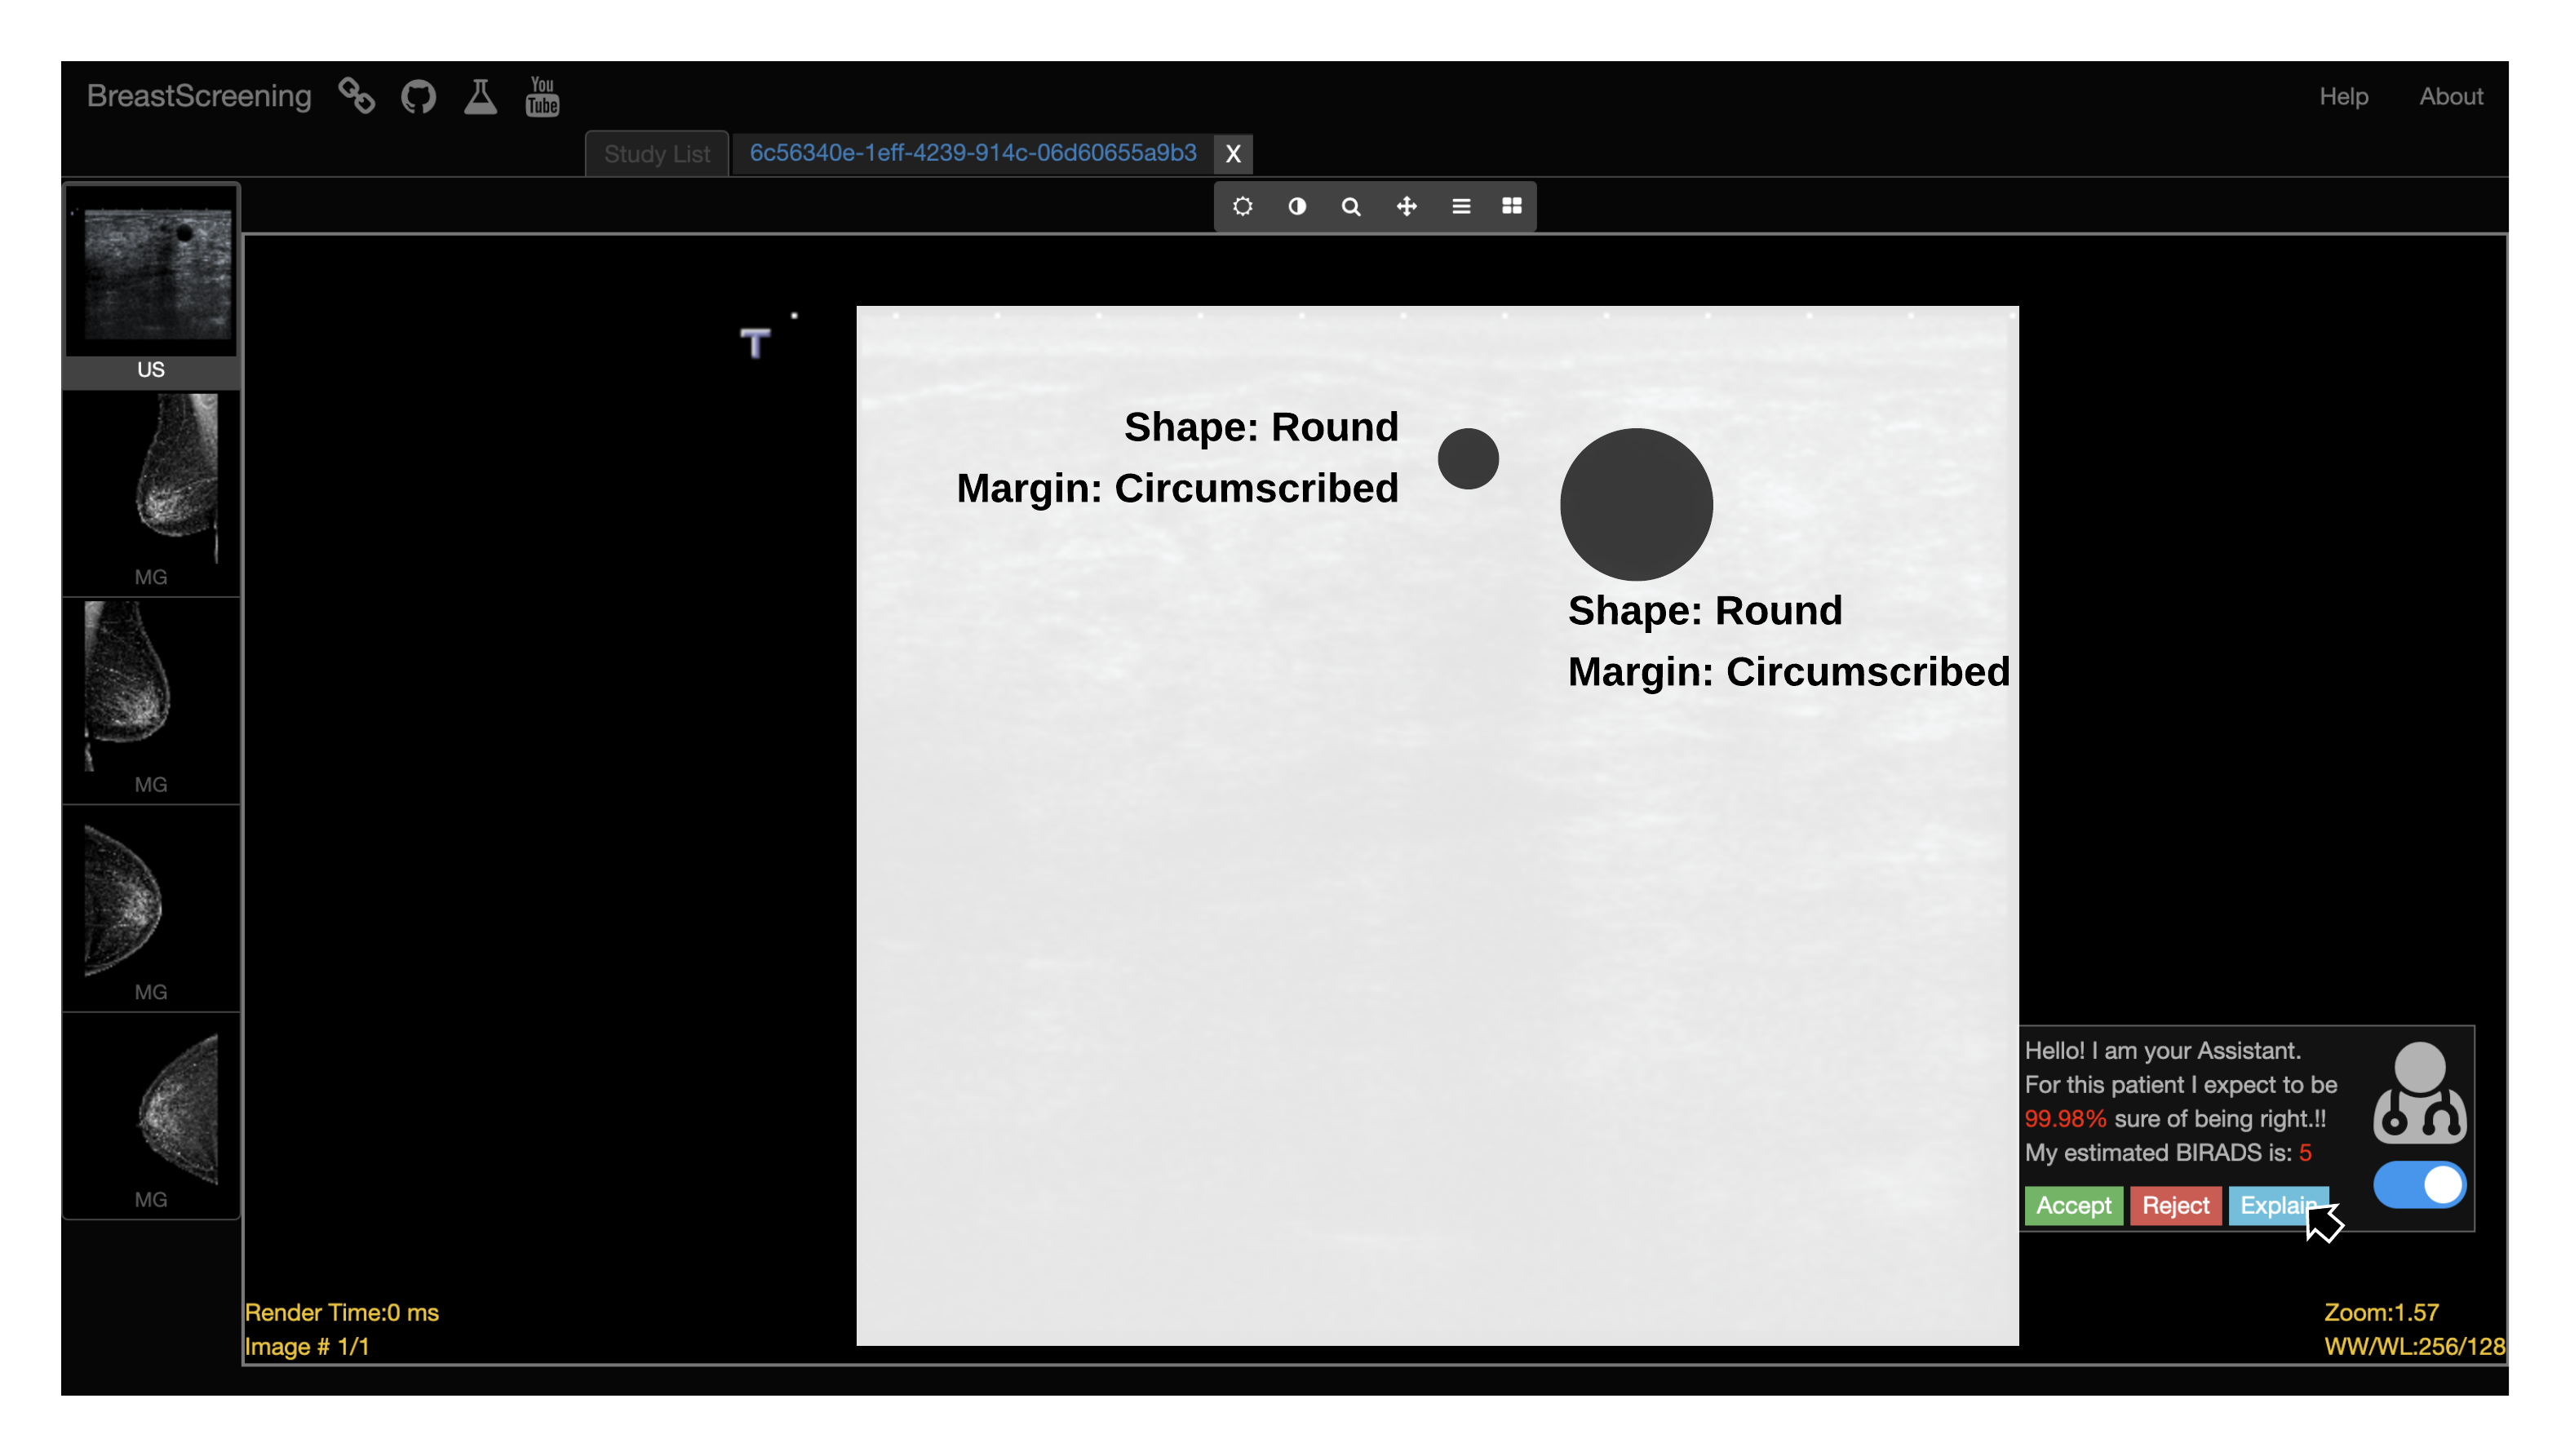 BreastScreening
You
Tube
Help
About
Study List
6c56340e-1eff-4239-914c-06d60655a9b3
X
US
MG
MG
MG
MG
T
Shape: Round
Margin: Circumscribed
Shape: Round
Margin: Circumscribed
Hello! I am your Assistant.
For this patient I expect to be
99.98% sure of being right.!!
My estimated BIRADS is: 5
Accept
Reject
Explain
Render Time:0 ms
Image # 1/1
Zoom:1.57
WW/WL:256/128